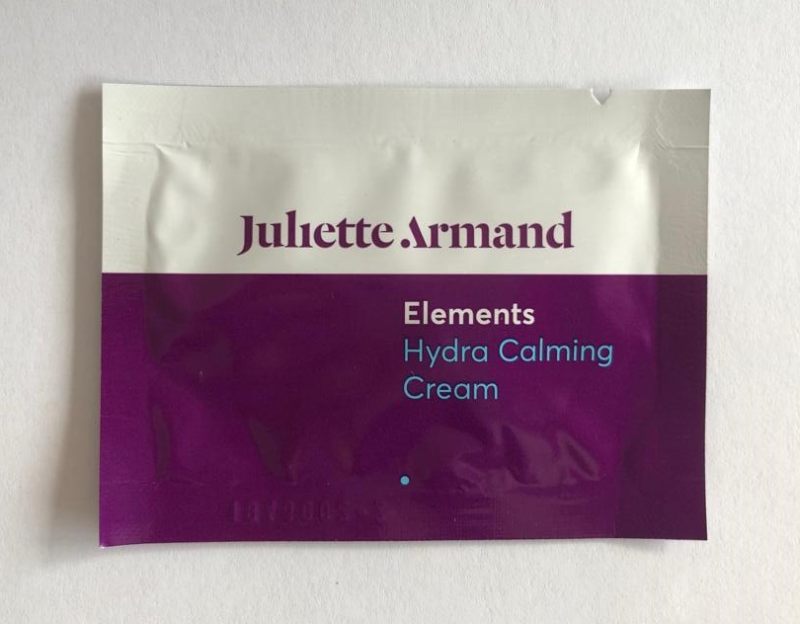 Juliette Armand
Elements
Hydra Calming
Cream